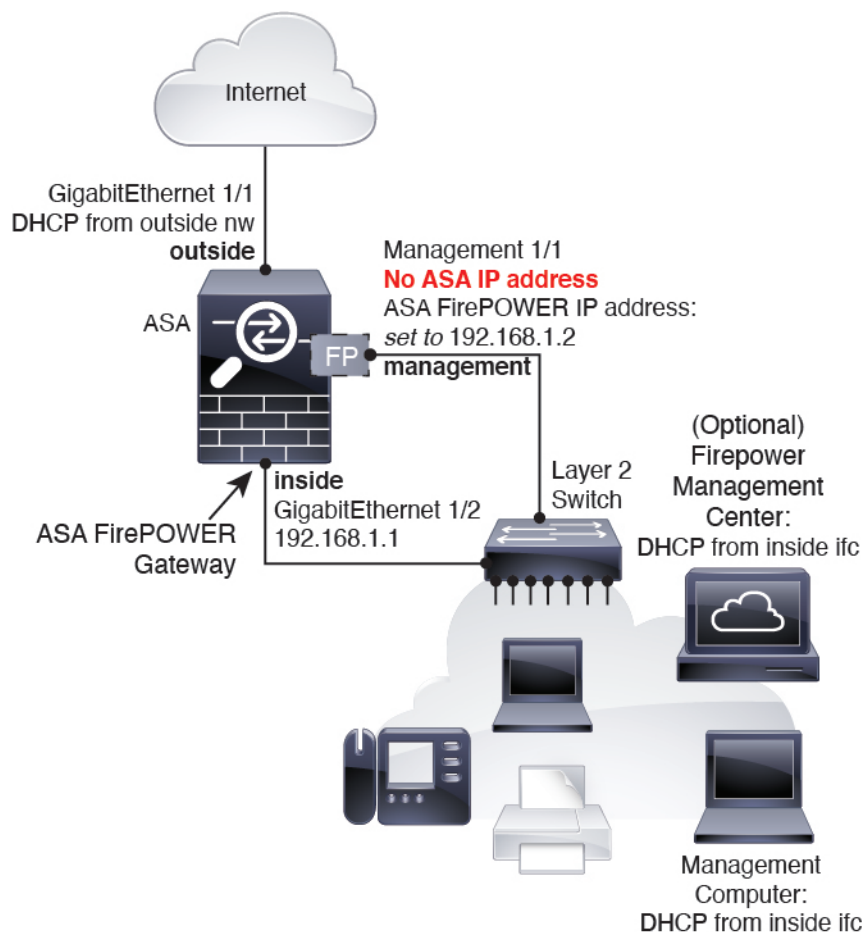 Internet
GigabitEthernet 1/1
DHCP from outside nw
outside
Management 1/1
No ASA IP address
ASA FirePOWER IP address:
set to 192.168.1.2
management
ASA
FP
inside
GigabitEthernet 1/2
192.168.1.1
ASA FirePOWER
Gateway
Layer 2
Switch
(Optional)
Firepower
Management
Center:
DHCP from inside ifc
Management
Computer:
DHCP from inside ifc